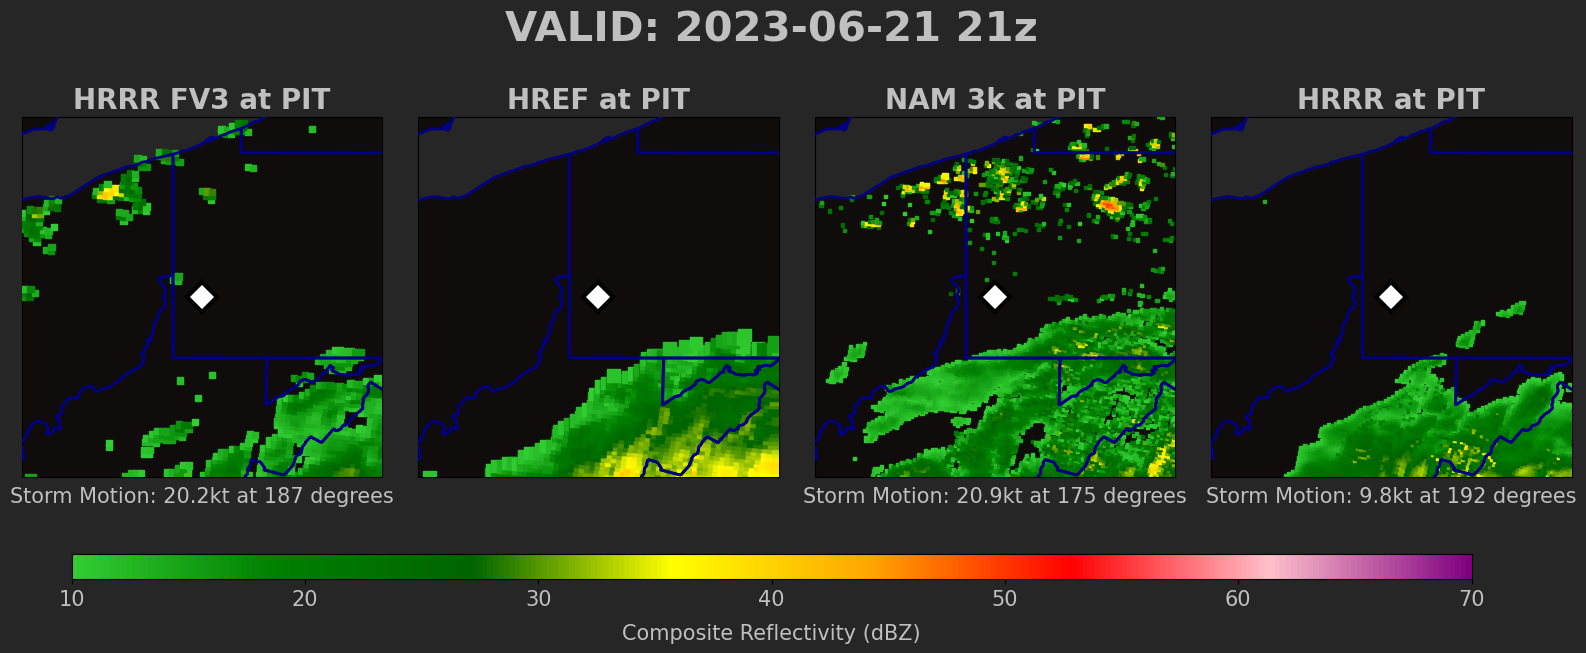 VALID: 2023-06-21 21z
HRRR FV3 at PIT
HREF at PIT
NAM 3k at PIT
HRRR at PIT
Storm Motion: 20.2kt at 187 degrees
Storm Motion: 20.9kt at 175 degrees
Storm Motion: 9.8kt at 192 degrees
10 20 30 40 50 60 70
Composite Reflectivity (dBZ)